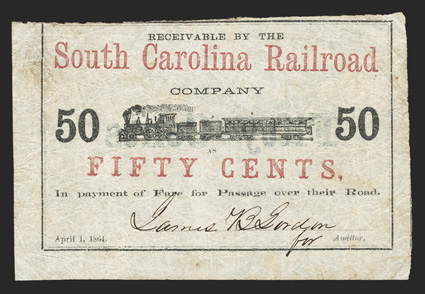 RECEIVABLE BY THE
South Carolina Railroad
COMPANY
50 50
AS
FIFTY CENTS,
In payment of Fare for Passage over their Road.
James B Gordon
April 1, 1864. for Auditor.